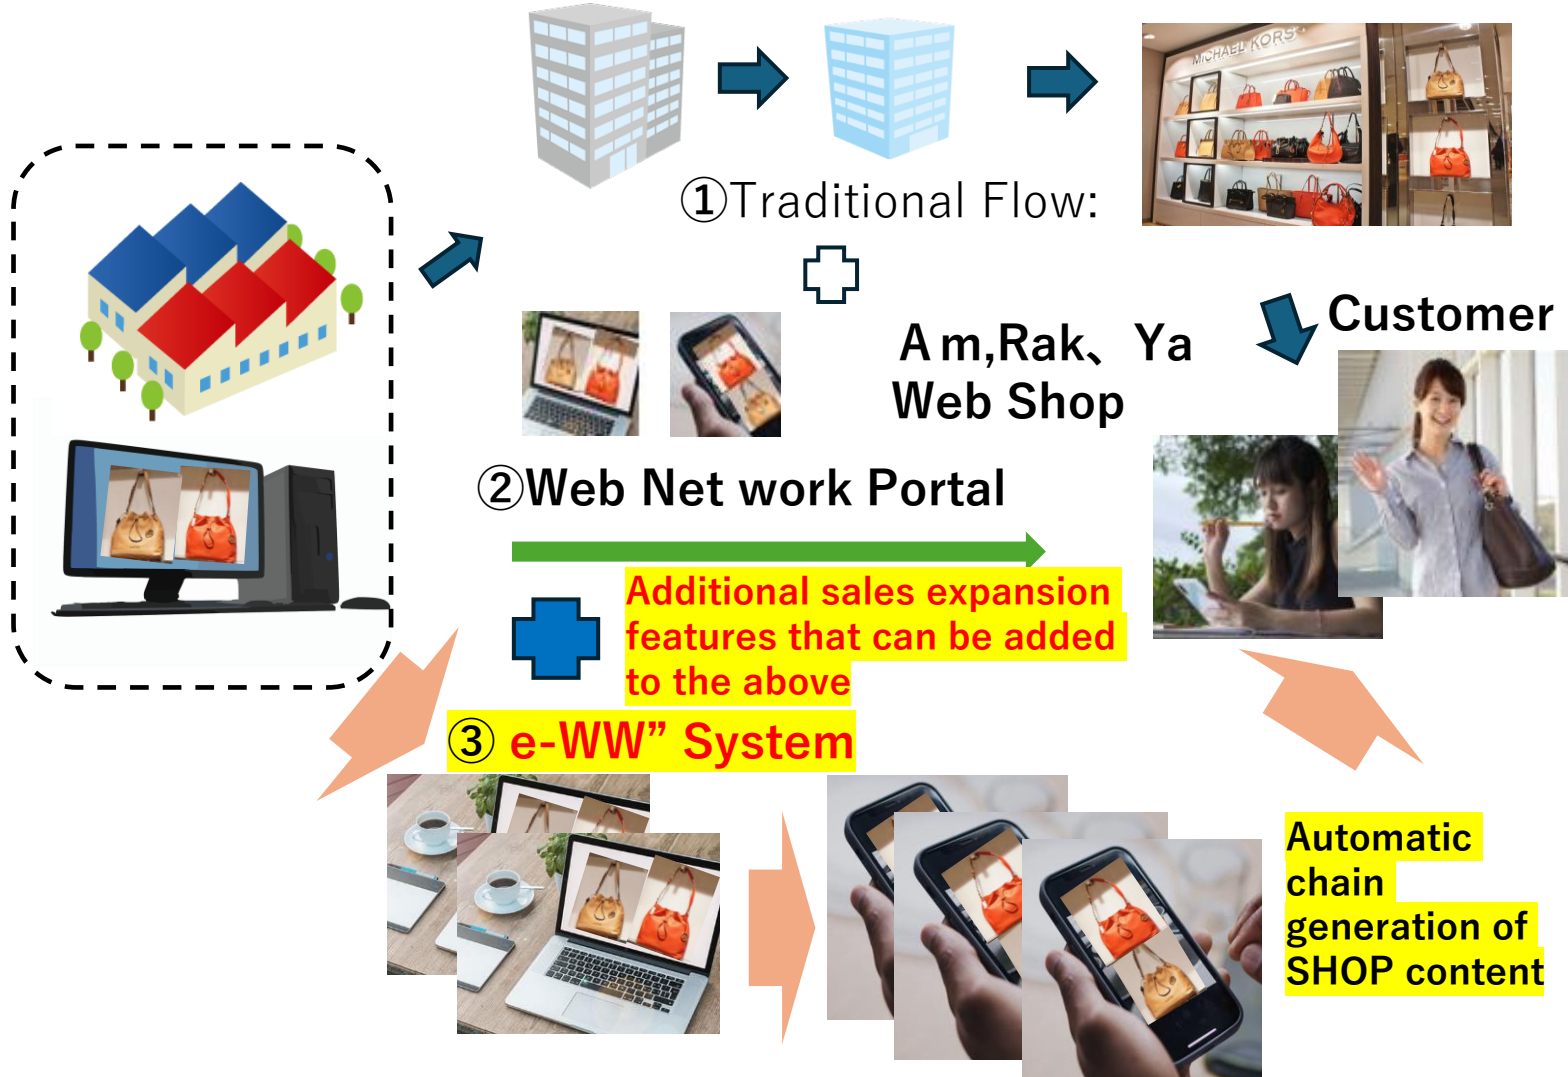 MICHAEL KORS
①Traditional Flow:
Customer
Am,Rak、Ya
Web Shop
②Web Net work Portal
Additional sales expansion
features that can be added
to the above
③ e-WW” System
Automatic
chain
generation of
SHOP content